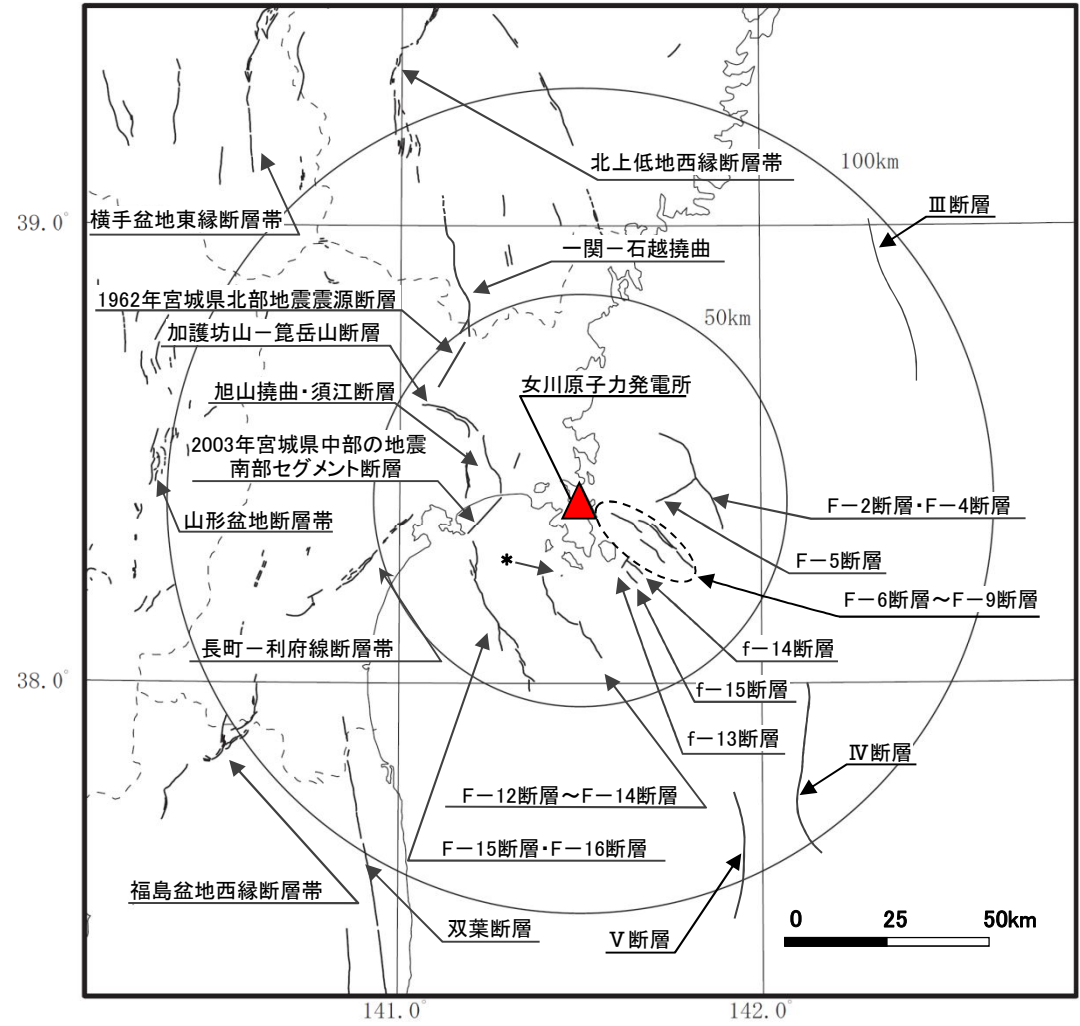 北上低地西縁断層帯
100km
横手盆地東縁断層帯
39.0°
Ⅲ断層
一関－石越撓曲
1962年宮城県北部地震震源断層
50km
加護坊山－箟岳山断層
旭山撓曲・須江断層
女川原子力発電所
2003年宮城県中部の地震
南部セグメント断層
山形盆地断層帯
F－2断層・F－4断層
*
F－5断層
F－6断層～F－9断層
長町－利府線断層帯
f－14断層
38.0°
f－15断層
f－13断層
Ⅳ断層
F－12断層～F－14断層
F－15断層・F－16断層
福島盆地西縁断層帯
双葉断層
Ⅴ断層
0 25 50km
141.0° 142.0°